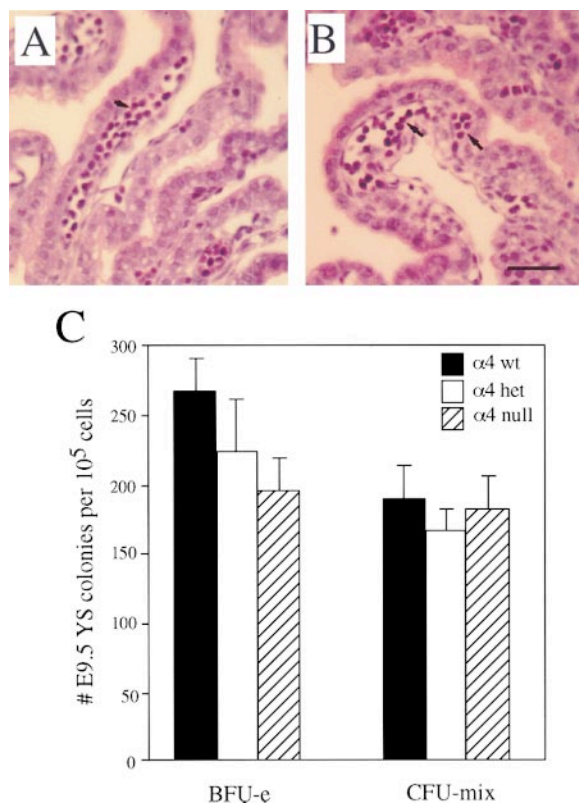 A
B
C
300
250
200
150
100
50
0
# E9.5 YS colonies per 10⁵ cells
α4 wt
α4 het
α4 null
BFU-e
CFU-mix